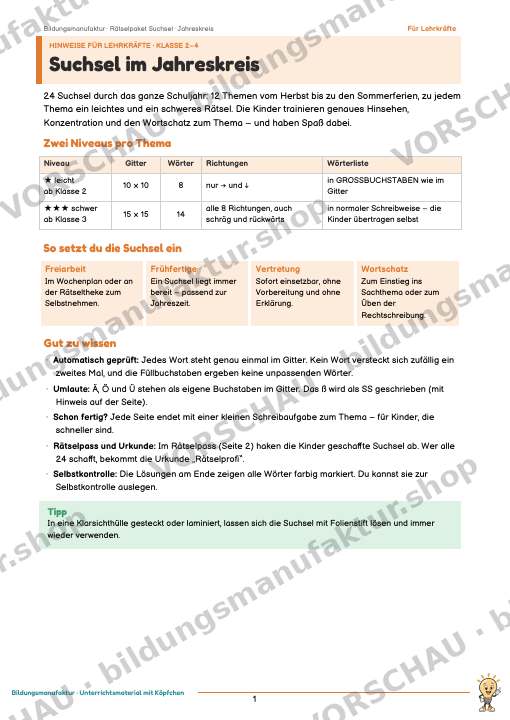 Bildungsmanufaktur · Rätselpaket Suchsel · Jahreskreis
Für Lehrkräfte
HINWEISE FÜR LEHRKRÄFTE · KLASSE 2–4
Suchsel im Jahreskreis
24 Suchsel durch das ganze Schuljahr: 12 Themen vom Herbst bis zu den Sommerferien, zu jedem
Thema ein leichtes und ein schweres Rätsel. Die Kinder trainieren genaues Hinsehen,
Konzentration und den Wortschatz zum Thema – und haben Spaß dabei.
Zwei Niveaus pro Thema
Niveau Gitter Wörter Richtungen Wörterliste
★ leicht
ab Klasse 2
10 × 10
8
nur → und ↓
in GROSSBUCHSTABEN wie im
Gitter
★★★ schwer
ab Klasse 3
15 × 15
14
alle 8 Richtungen, auch
schräg und rückwärts
in normaler Schreibweise – die
Kinder übertragen selbst
So setzt du die Suchsel ein
Freiarbeit
Im Wochenplan oder an
der Rätseltheke zum
Selbstnehmen.
Frühfertige
Ein Suchsel liegt immer
bereit – passend zur
Jahreszeit.
Vertretung
Sofort einsetzbar, ohne
Vorbereitung und ohne
Erklärung.
Wortschatz
Zum Einstieg ins
Sachthema oder zum
Üben der
Rechtschreibung.
Gut zu wissen
· Automatisch geprüft: Jedes Wort steht genau einmal im Gitter. Kein Wort versteckt sich zufällig ein
zweites Mal, und die Füllbuchstaben ergeben keine unpassenden Wörter.
· Umlaute: Ä, Ö und Ü stehen als eigene Buchstaben im Gitter. Das ß wird als SS geschrieben (mit
Hinweis auf der Seite).
· Schon fertig? Jede Seite endet mit einer kleinen Schreibaufgabe zum Thema – für Kinder, die
schneller sind.
· Rätselpass und Urkunde: Im Rätselpass (Seite 2) haken die Kinder geschaffte Suchsel ab. Wer alle
24 schafft, bekommt die Urkunde „Rätselprofi“.
· Selbstkontrolle: Die Lösungen am Ende zeigen alle Wörter farbig markiert. Du kannst sie zur
Selbstkontrolle auslegen.
Tipp
In eine Klarsichthülle gesteckt oder laminiert, lassen sich die Suchsel mit Folienstift lösen und immer
wieder verwenden.
VORSCHAU · bildungsmanufaktur.shop
Bildungsmanufaktur · Unterrichtsmaterial mit Köpfchen
1